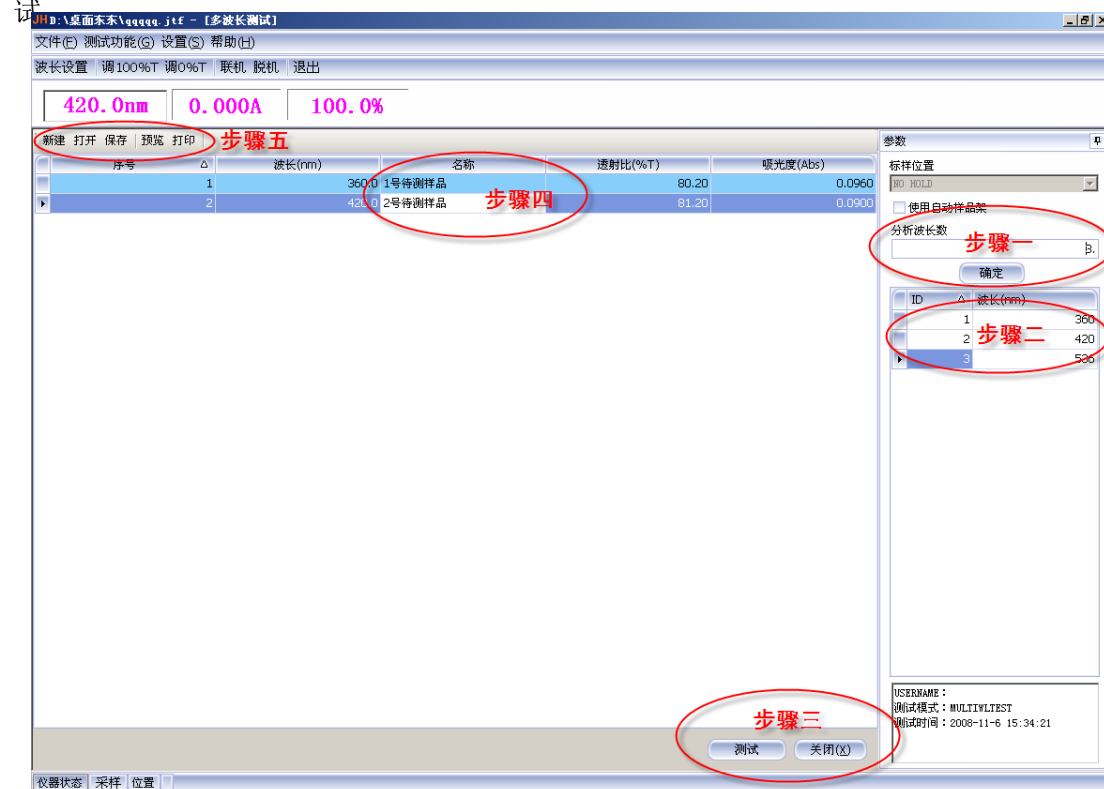 试
JHD:\桌面东东\qqqqq.jtf - [多波长测试]
文件(F) 测试功能(G) 设置(S) 帮助(H)
波长设置 调100%T 调0%T 联机 脱机 退出
420.0nm 0.000A 100.0%
新建 打开 保存 预览 打印 步骤五
序号 波长(nm) 名称 透射比(%T) 吸光度(Abs)
1 360.0 1号待测样品 80.20 0.0960
2 420.0 2号待测样品 81.20 0.0900
步骤四
参数
标样位置
NO HOLD
使用自动样品架
分析波长数
步骤一
3.
确定
ID 波长(nm)
1 360
2 420
3 536
步骤二
USERNAME：
测试模式：MULTIWLTEST
测试时间：2008-11-6 15:34:21
步骤三
测试 关闭(X)
仪器状态 采样 位置